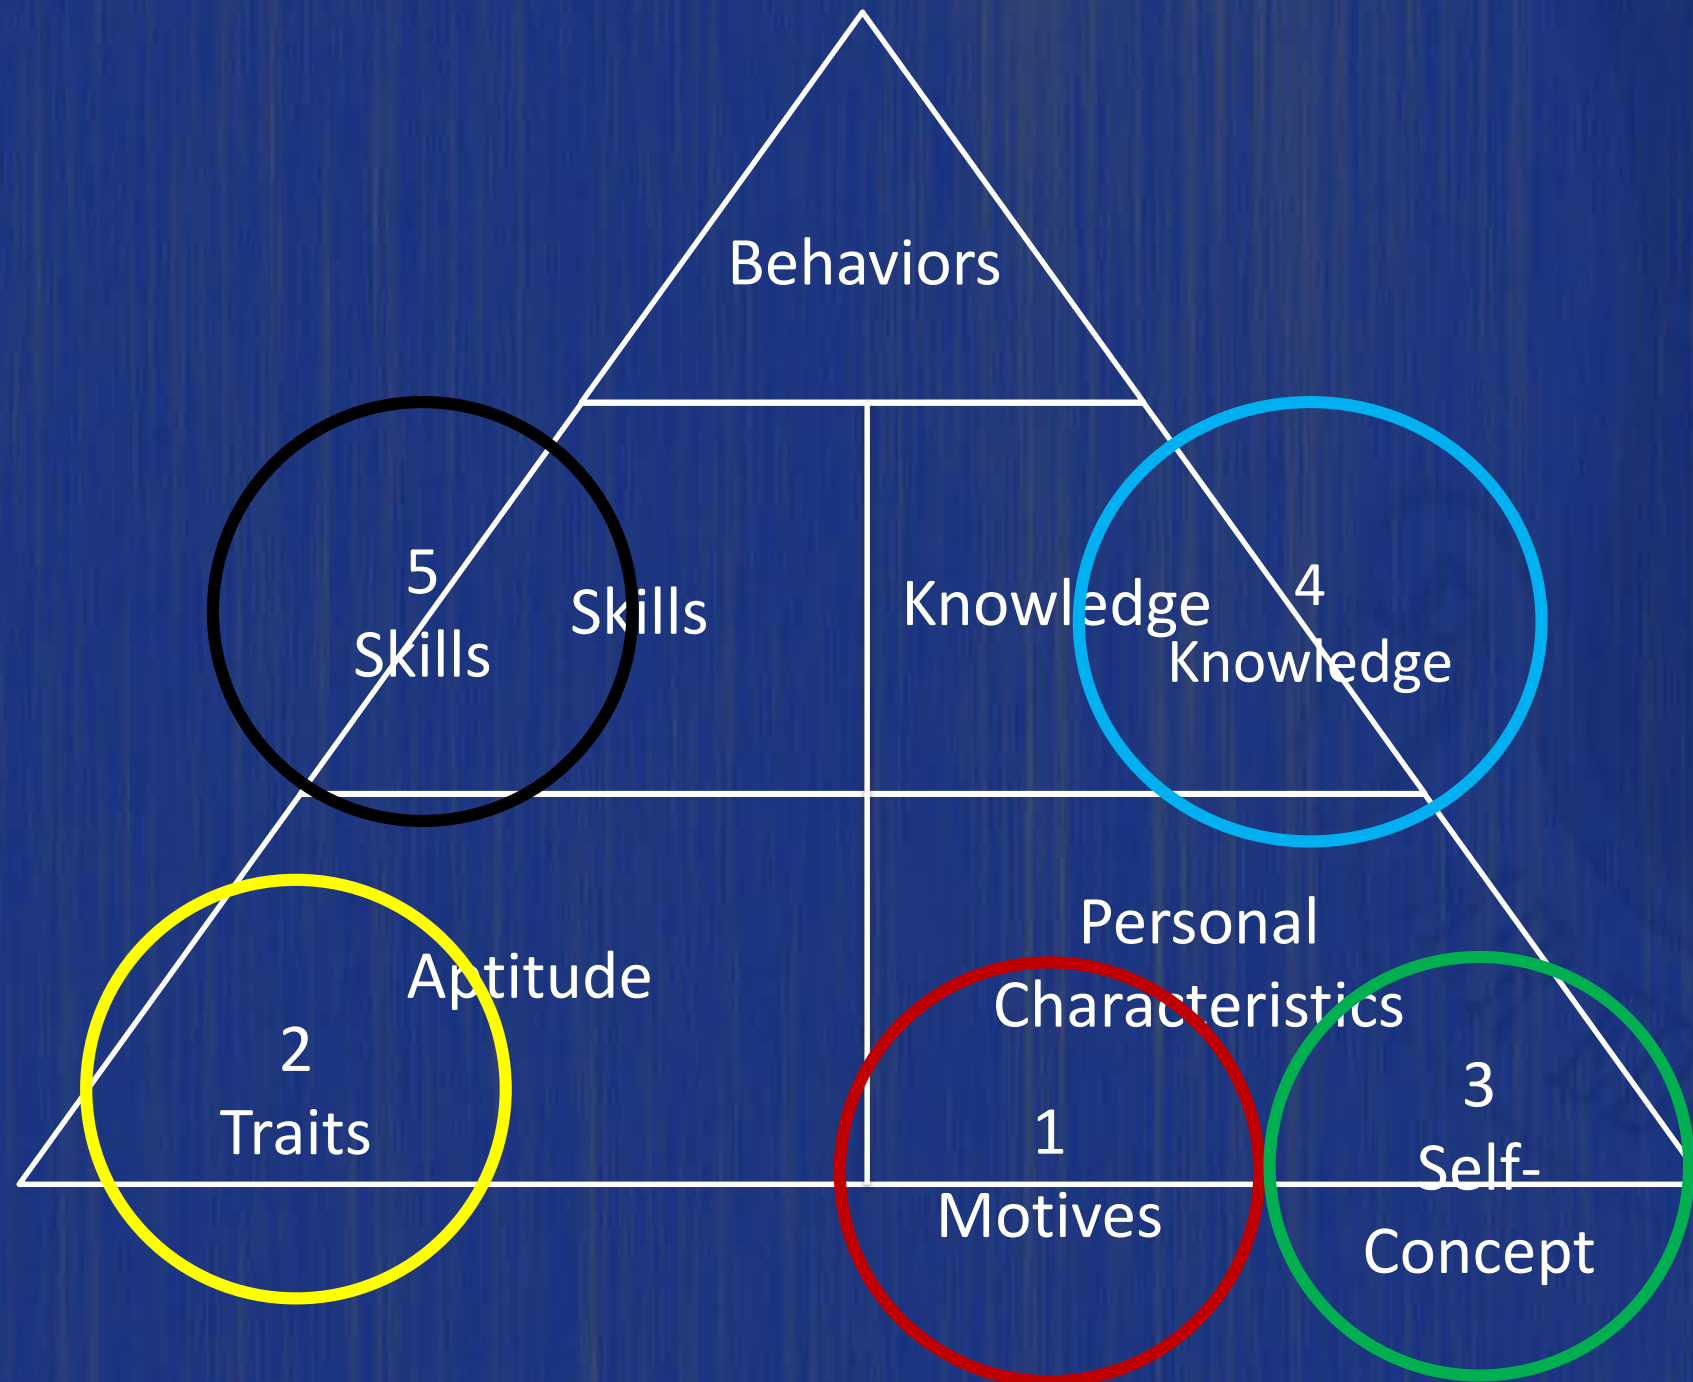 Behaviors
5
Skills
Skills
Knowledge
4
Knowledge
Aptitude
2
Traits
Personal
Characteristics
1
Motives
3
Self-
Concept